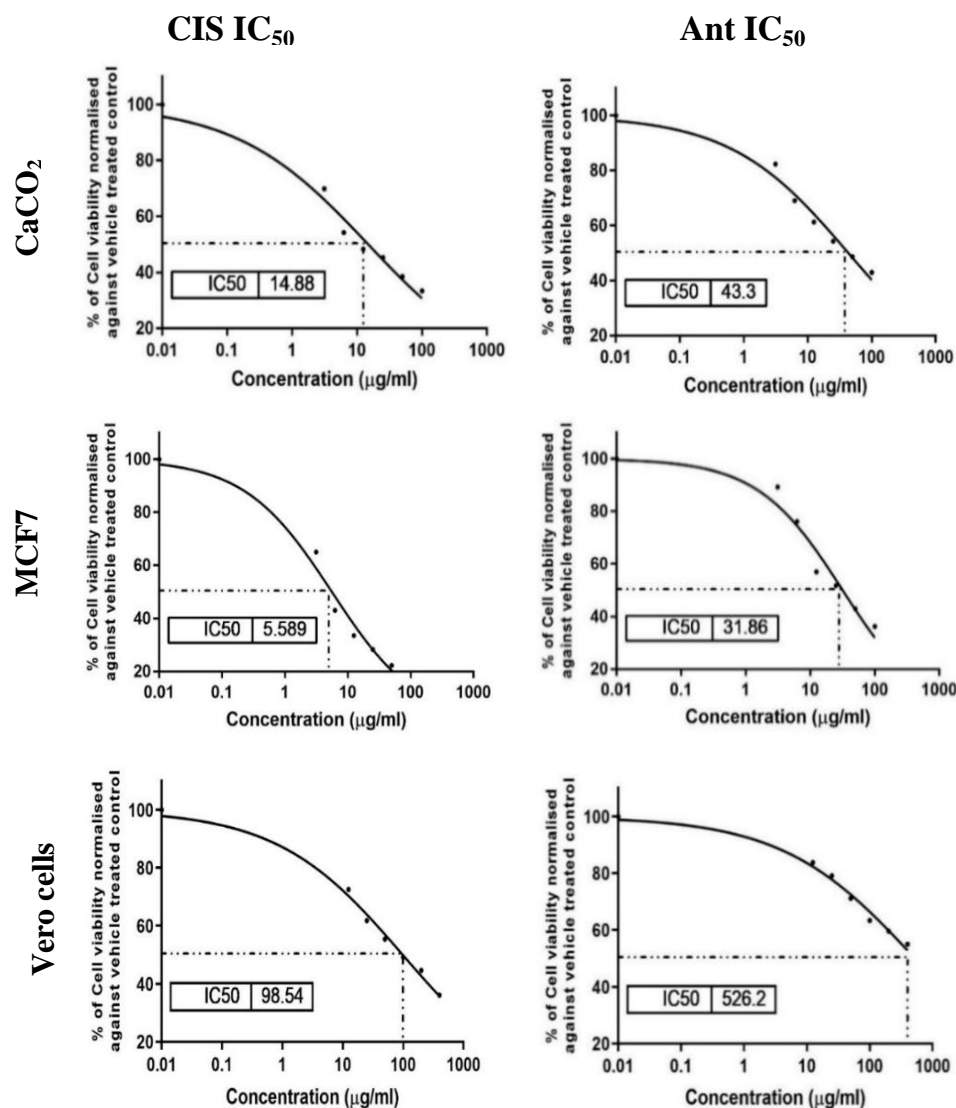 CIS IC₅₀
Ant IC₅₀
CaCO₂
% of Cell viability normalised
against vehicle treated control
100
80
60
40
20
IC50 14.88
0.01 0.1 1 10 100 1000
Concentration (μg/ml)
% of Cell viability normalised
against vehicle treated control
100
80
60
40
20
IC50 43.3
0.01 0.1 1 10 100 1000
Concentration (μg/ml)
MCF7
% of Cell viability normalised
against vehicle treated control
100
80
60
40
20
IC50 5.589
0.01 0.1 1 10 100 1000
Concentration (μg/ml)
% of Cell viability normalised
against vehicle treated control
100
80
60
40
20
IC50 31.86
0.01 0.1 1 10 100 1000
Concentration (μg/ml)
Vero cells
% of Cell viability normalised
against vehicle treated control
100
80
60
40
20
IC50 98.54
0.01 0.1 1 10 100 1000
Concentration (μg/ml)
% of Cell viability normalised
against vehicle treated control
100
80
60
40
20
IC50 526.2
0.01 0.1 1 10 100 1000
Concentration (μg/ml)